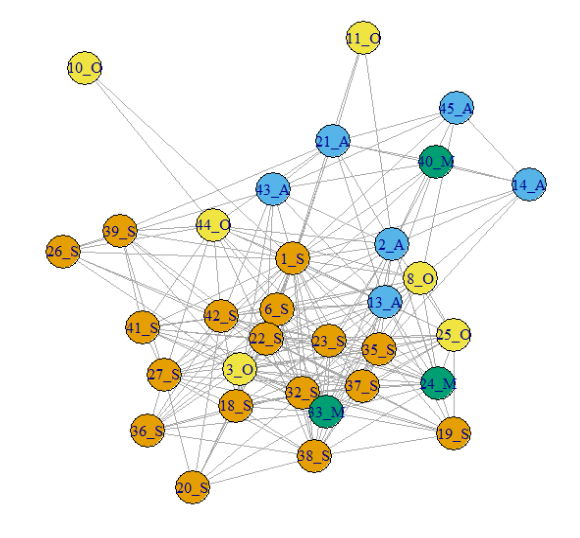 11_O
10_O
45_A
21_A
40_M
14_A
43_A
44_O
39_S
2_A
26_S
1_S
8_O
13_A
6_S
42_S
41_S
25_O
22_S
23_S
35_S
3_O
27_S
24_M
37_S
32_S
18_S
33_M
36_S
19_S
38_S
20_S